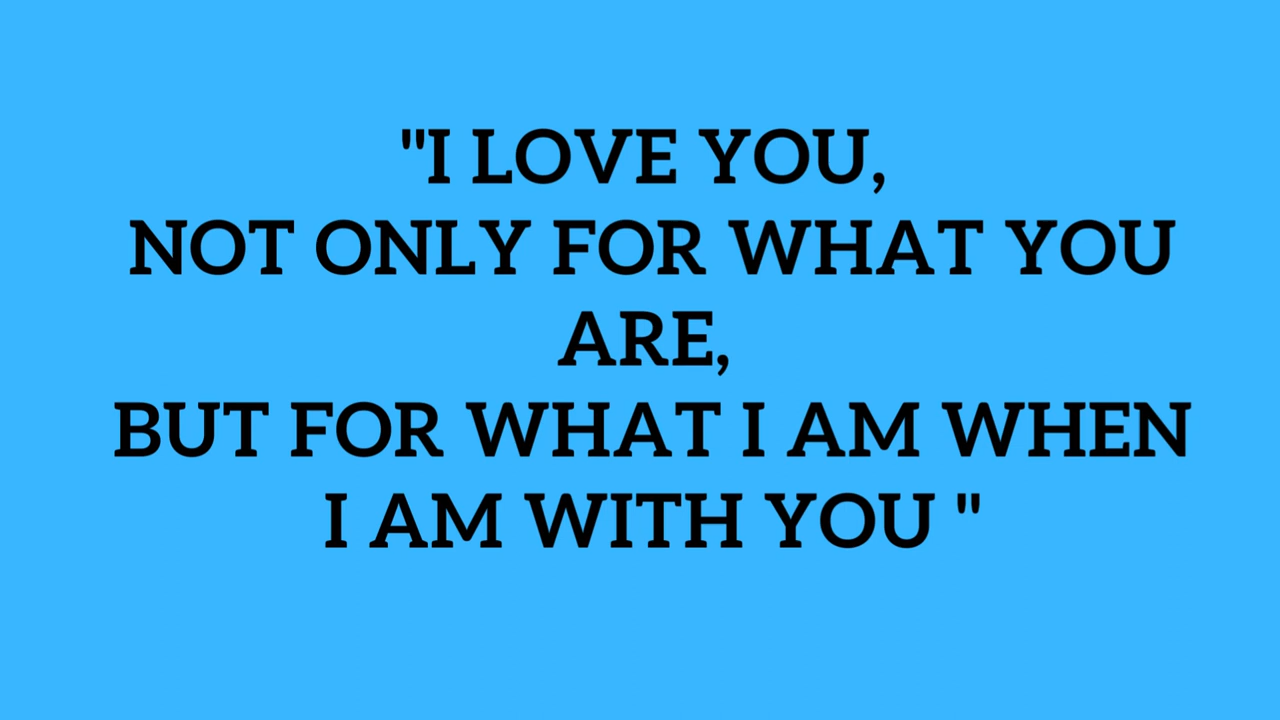 "I LOVE YOU,
NOT ONLY FOR WHAT YOU
ARE,
BUT FOR WHAT I AM WHEN
I AM WITH YOU "